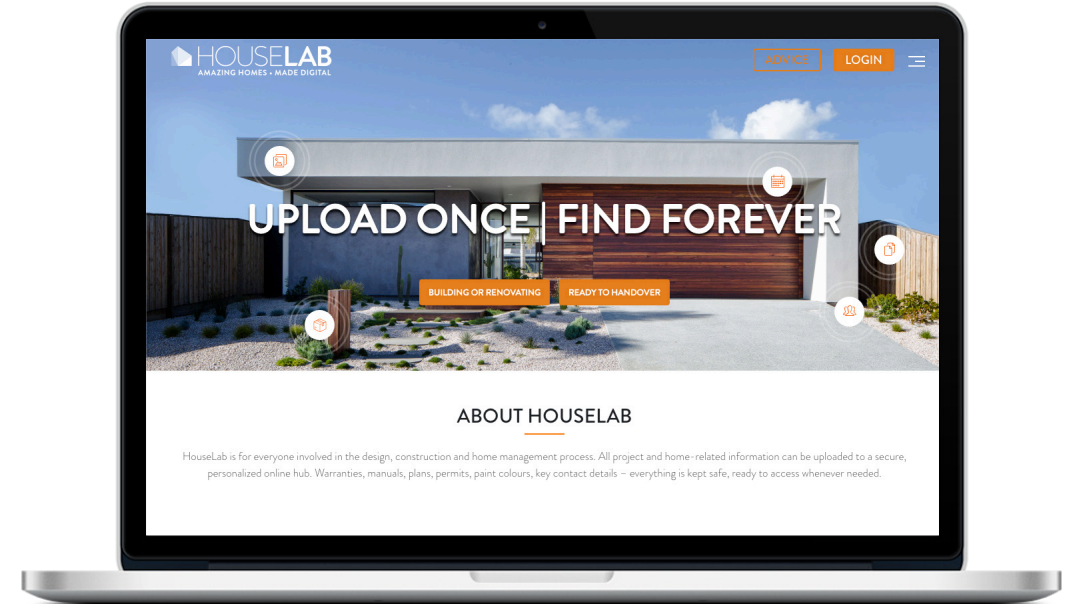 HOUSELAB
AMAZING HOMES • MADE DIGITAL
ADVICE
LOGIN
UPLOAD ONCE | FIND FOREVER
BUILDING OR RENOVATING
READY TO HANDOVER
ABOUT HOUSELAB
HouseLab is for everyone involved in the design, construction and home management process. All project and home-related information can be uploaded to a secure,
personalized online hub. Warranties, manuals, plans, permits, paint colours, key contact details – everything is kept safe, ready to access whenever needed.